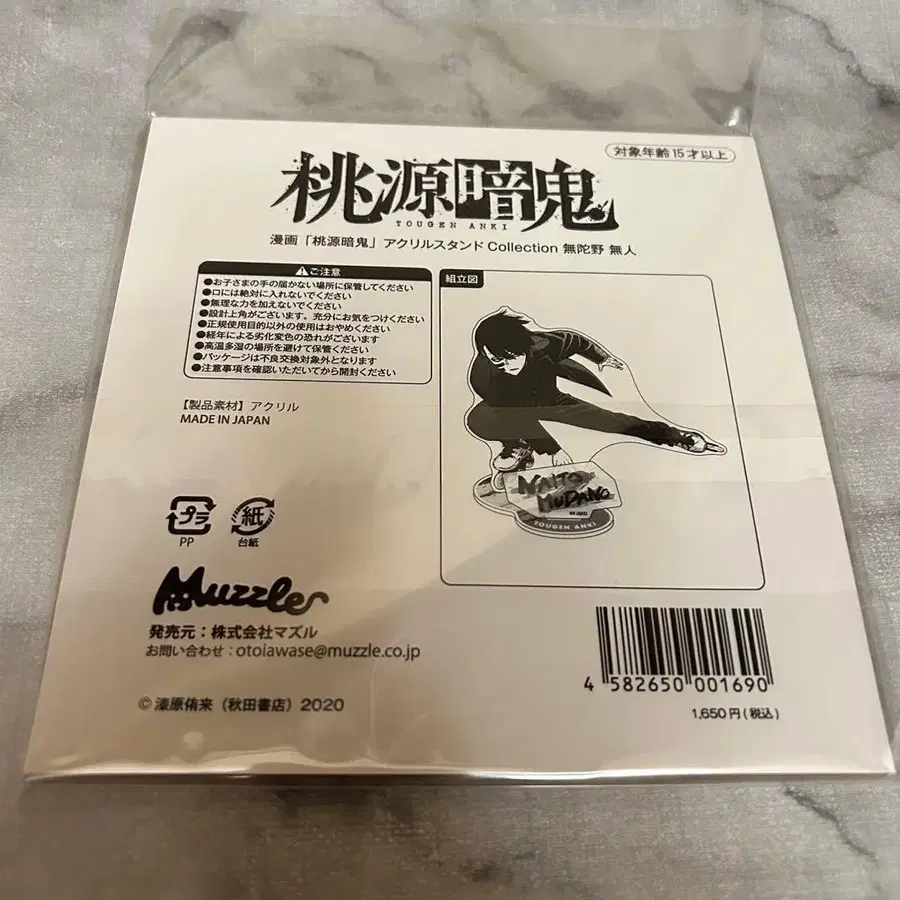 対象年齢15才以上
桃源暗鬼
TOUGEN ANKI
漫画「桃源暗鬼」アクリルスタンド Collection 無陀野 無人
ご注意
●お子さまの手の届かない場所に保管してください
●口には絶対に入れないでください
●無理な力を加えないでください
●設計上角がございます。充分にお気をつけください
●正規使用目的以外の使用はおやめください
●経年による劣化変色の恐れがございます
●高温多湿の場所を避けて保管ください
●パッケージは不良交換対象外となります
●注意事項を確認いただいてから開封ください
組立図
NAITO
MUDANO
TOUGEN ANKI
【製品素材】アクリル
MADE IN JAPAN
プラ
PP
紙
台紙
Muzzle
発売元：株式会社マズル
お問い合わせ：otoiawase@muzzle.co.jp
© 漆原侑来（秋田書店）2020
4 582650 001690
1,650円(税込)